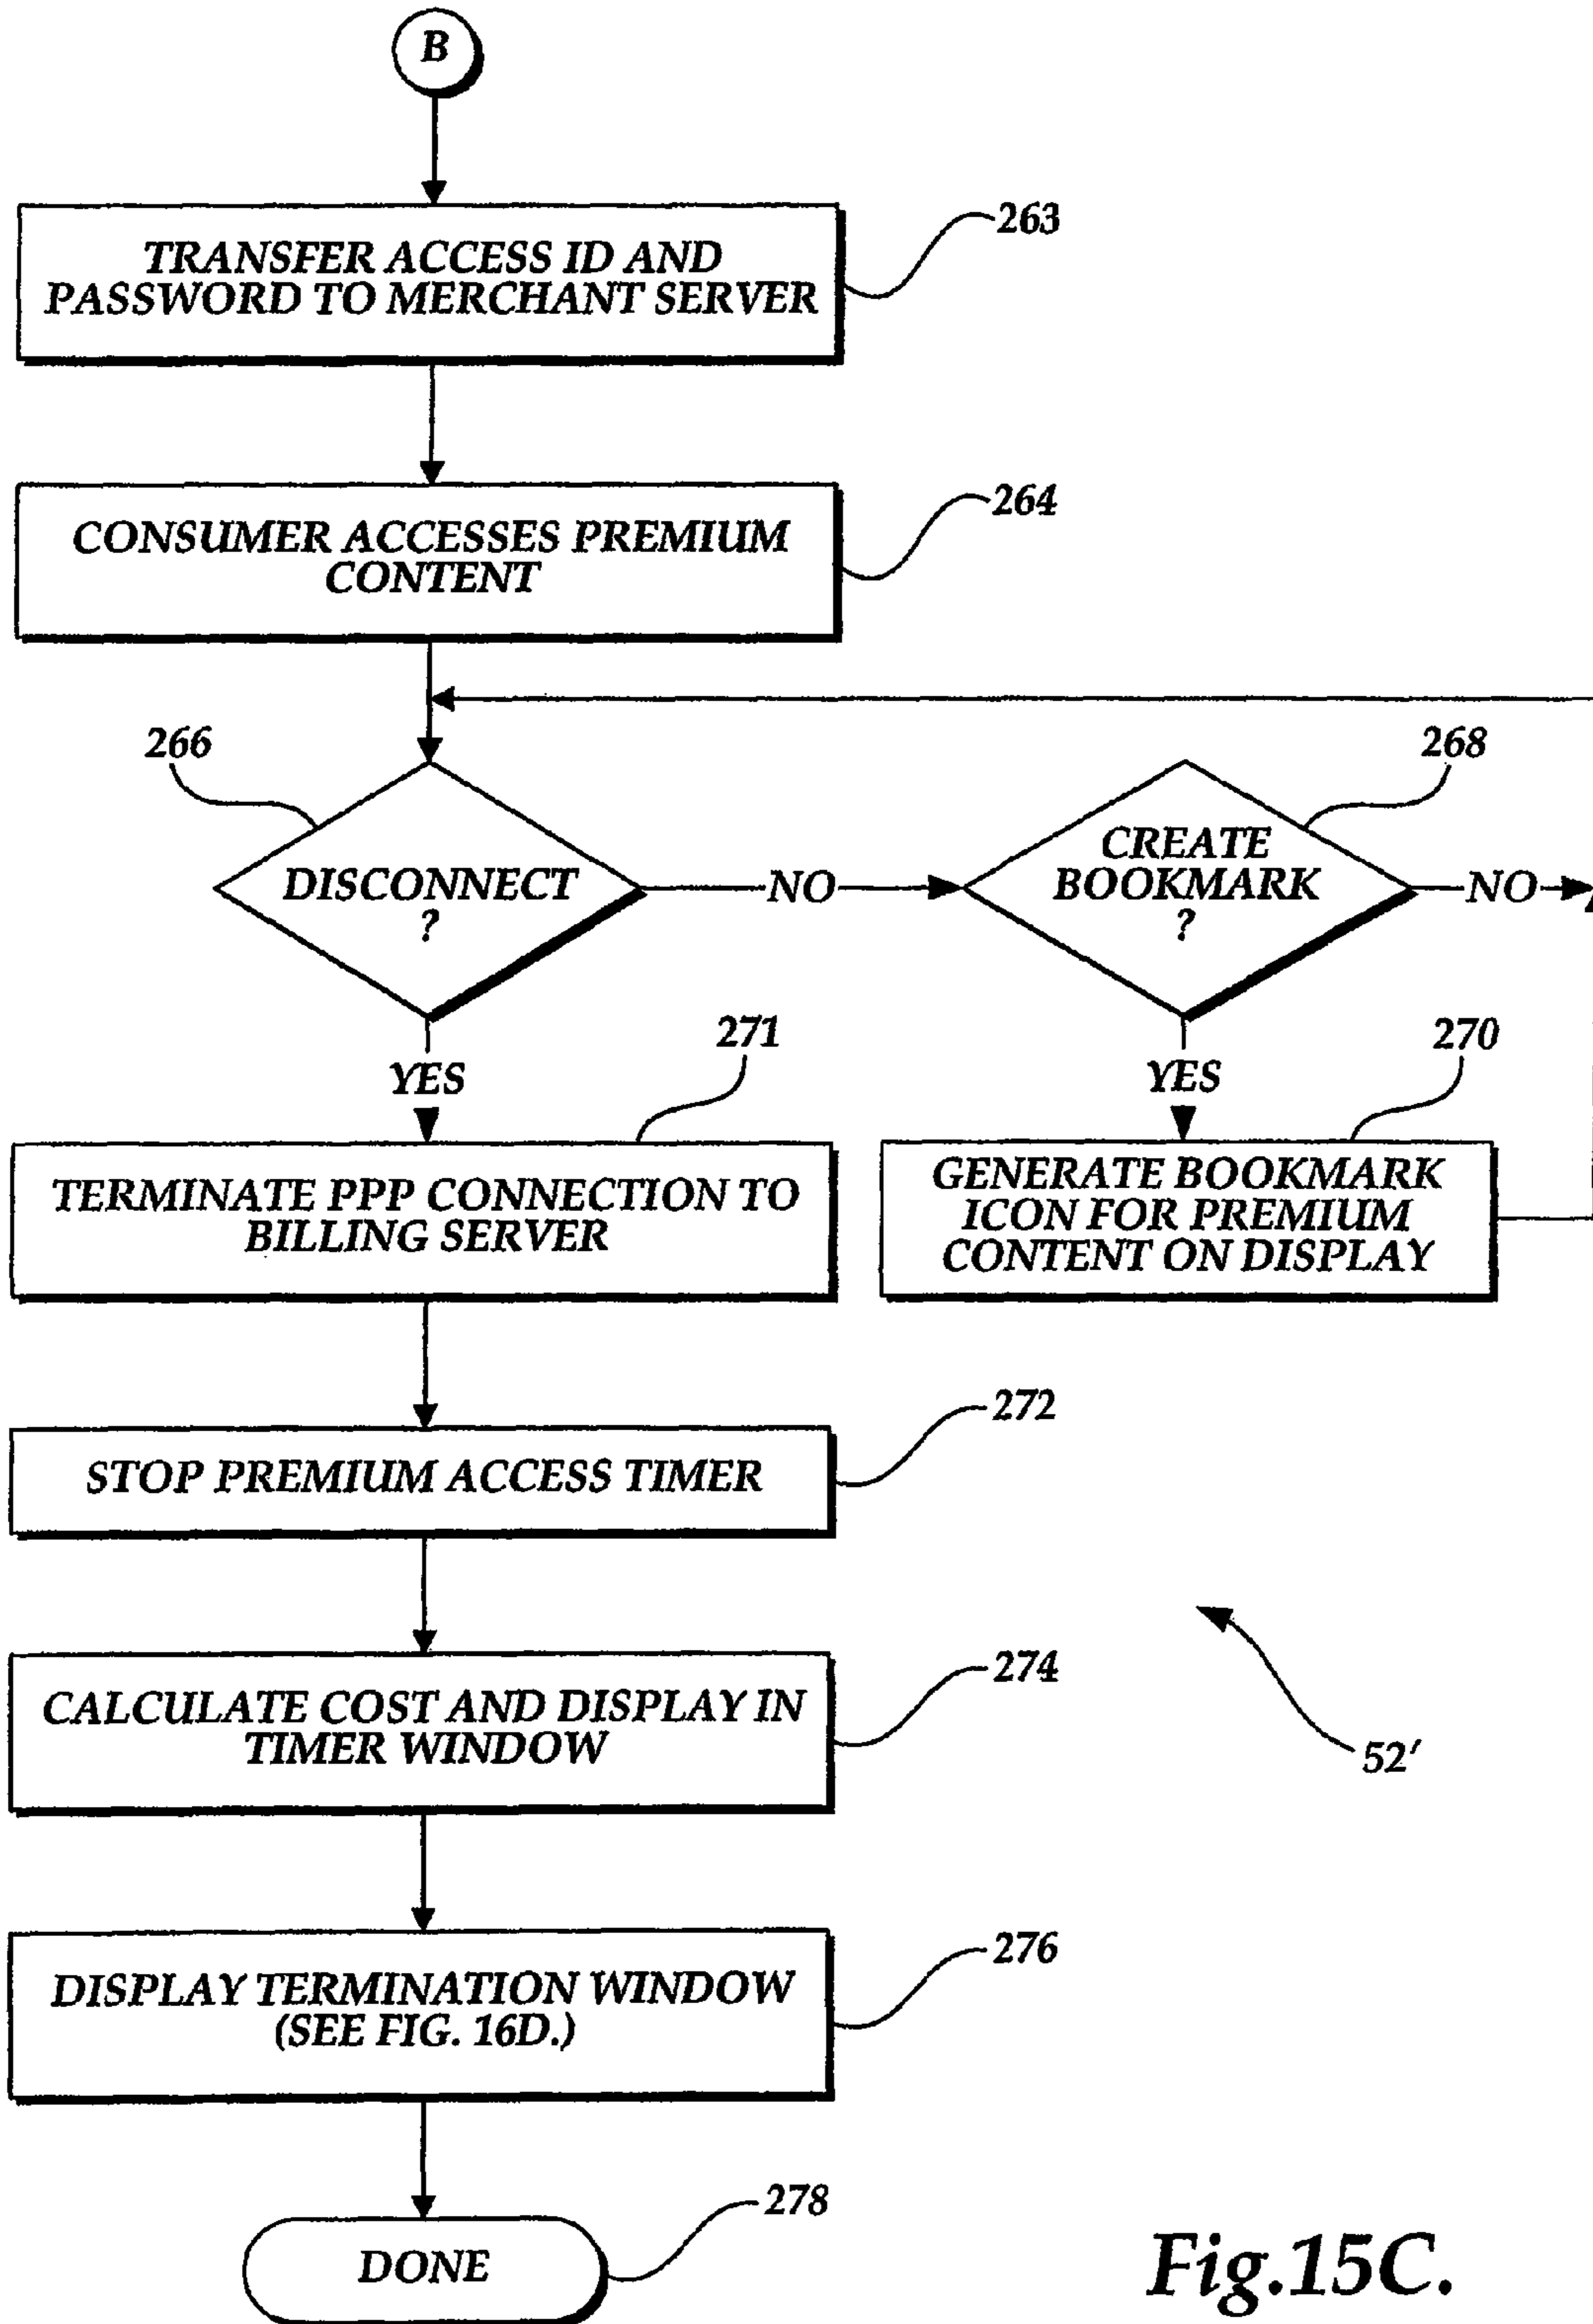 B
TRANSFER ACCESS ID AND
PASSWORD TO MERCHANT SERVER
263
CONSUMER ACCESSES PREMIUM
CONTENT
264
266
DISCONNECT
?
NO
268
CREATE
BOOKMARK
?
NO
YES
271
TERMINATE PPP CONNECTION TO
BILLING SERVER
YES
270
GENERATE BOOKMARK
ICON FOR PREMIUM
CONTENT ON DISPLAY
272
STOP PREMIUM ACCESS TIMER
274
CALCULATE COST AND DISPLAY IN
TIMER WINDOW
52'
276
DISPLAY TERMINATION WINDOW
(SEE FIG. 16D.)
278
DONE
Fig.15C.